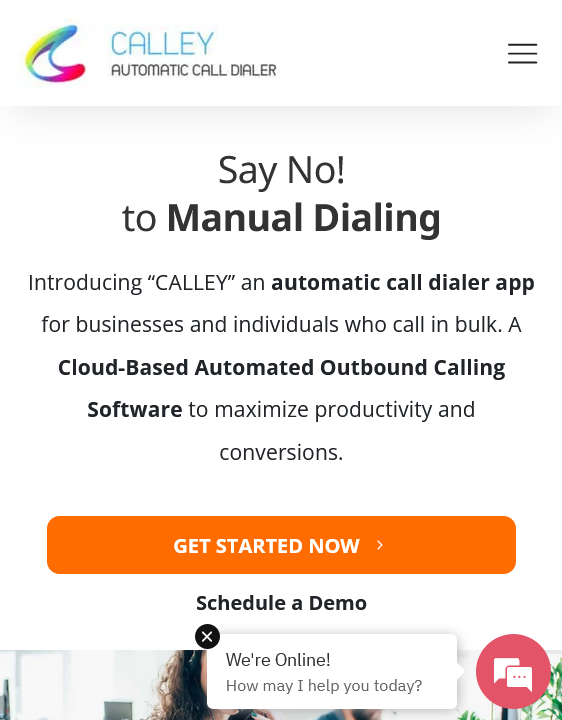 CALLEY
AUTOMATIC CALL DIALER
Say No!
to Manual Dialing
Introducing “CALLEY” an automatic call dialer app
for businesses and individuals who call in bulk. A
Cloud-Based Automated Outbound Calling
Software to maximize productivity and
conversions.
GET STARTED NOW
Schedule a Demo
We're Online!
How may I help you today?